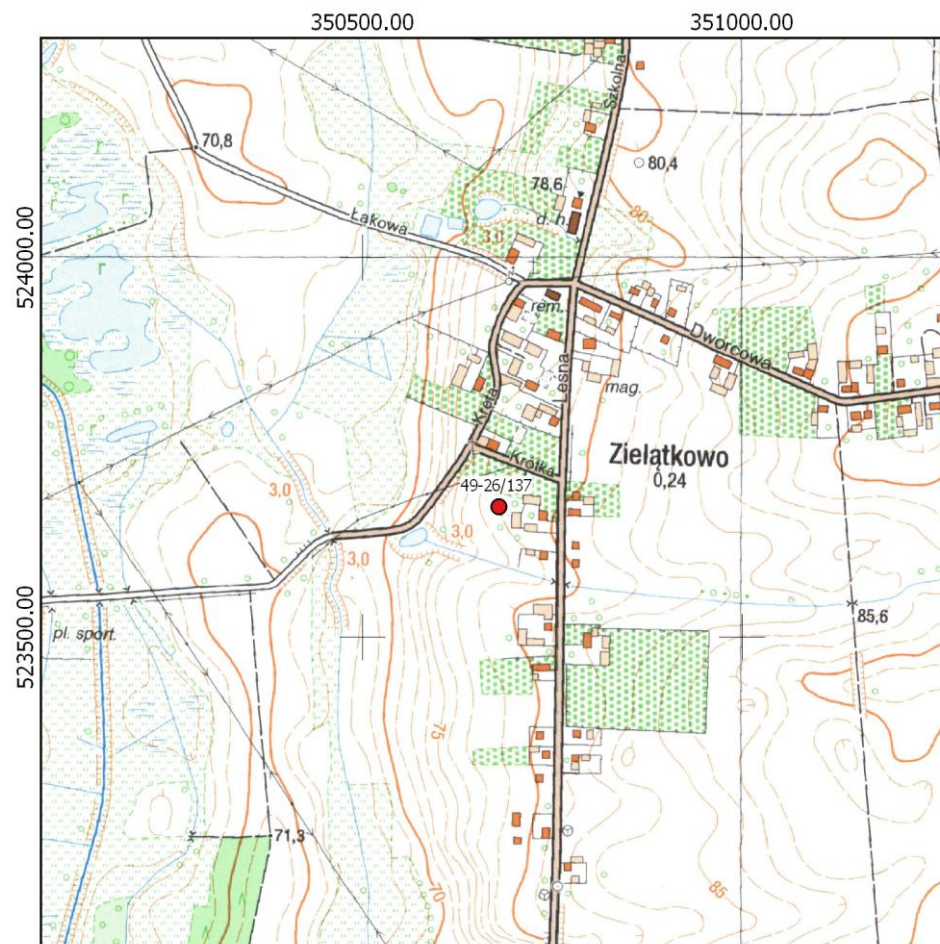 350500.00
351000.00
Szkolna
70,8
80,4
78,6
Łąkowa
80
d. h.
3,0
524000.00
rem.
Dworcowa
Leśna
mag.
Kręta
Zielątkowo
0,24
Krótka
49-26/137
3,0
3,0
3,0
85,6
523500.00
pl. sport.
75
71,3
70
85
r
r
r
r